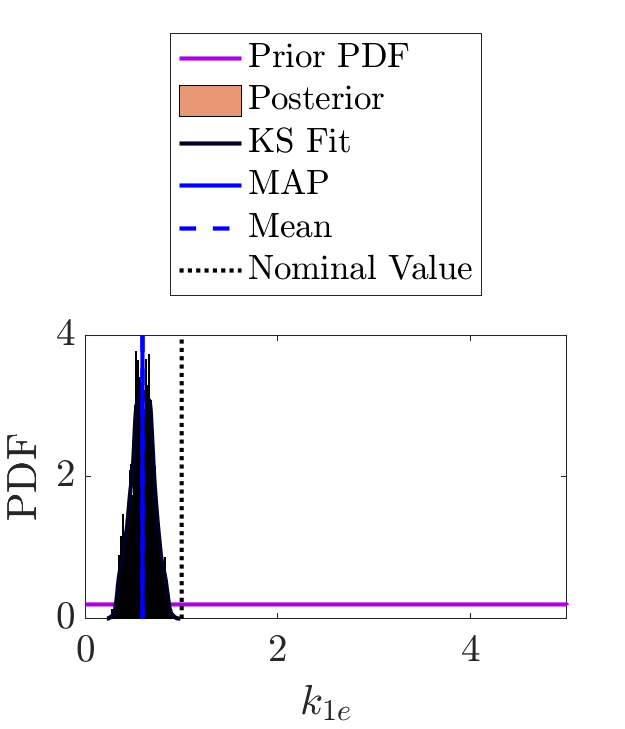 Prior PDF
Posterior
KS Fit
MAP
Mean
Nominal Value
4
2
0
PDF
0 2 4
k1e